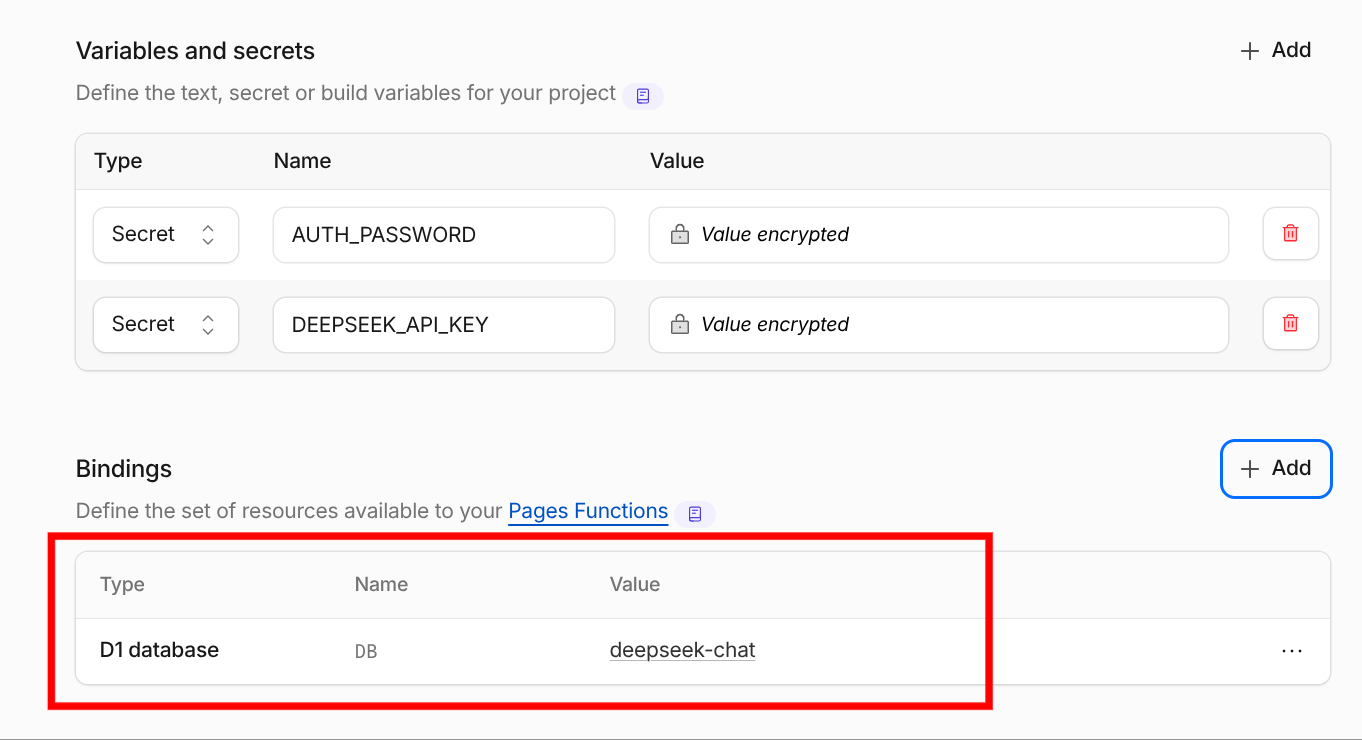 Variables and secrets
+ Add
Define the text, secret or build variables for your project
Type Name Value
Secret AUTH_PASSWORD Value encrypted
Secret DEEPSEEK_API_KEY Value encrypted
Bindings
+ Add
Define the set of resources available to your Pages Functions
Type Name Value
D1 database DB deepseek-chat ...